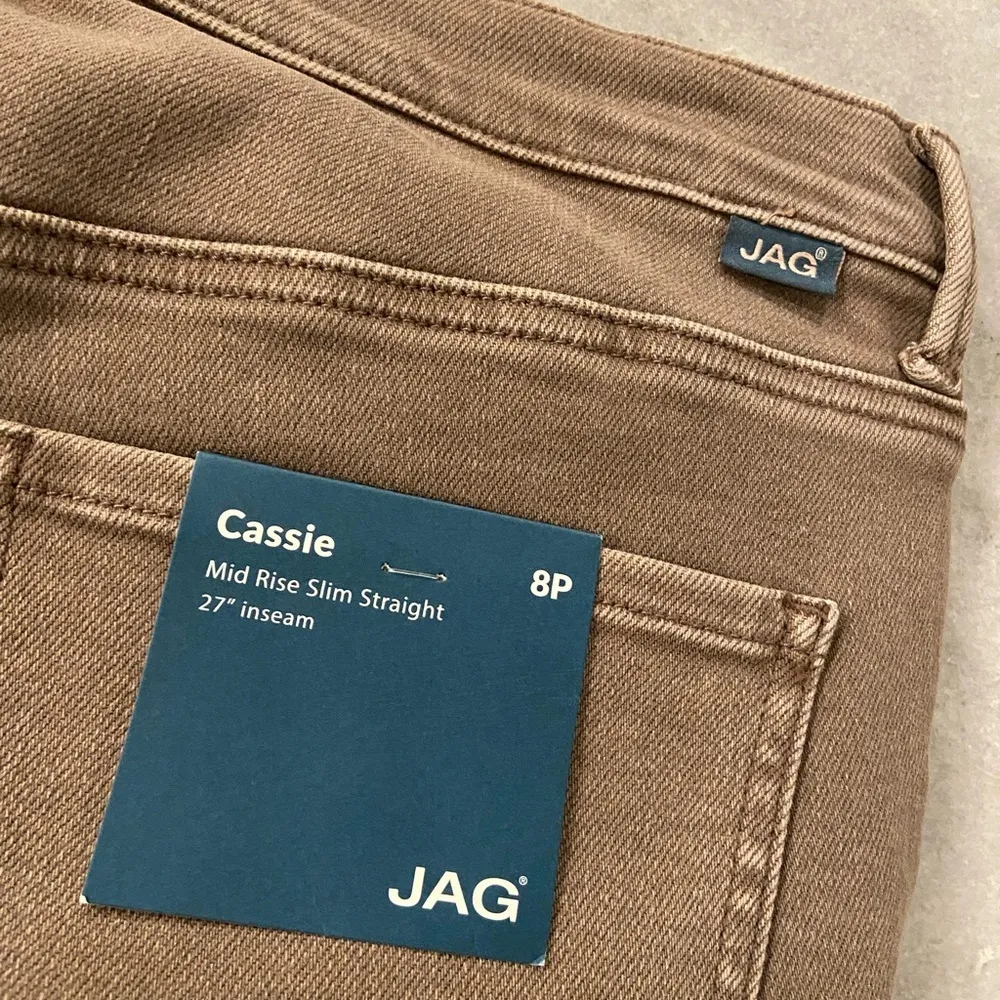 JAG®
Cassie
8P
Mid Rise Slim Straight
27" inseam
JAG®